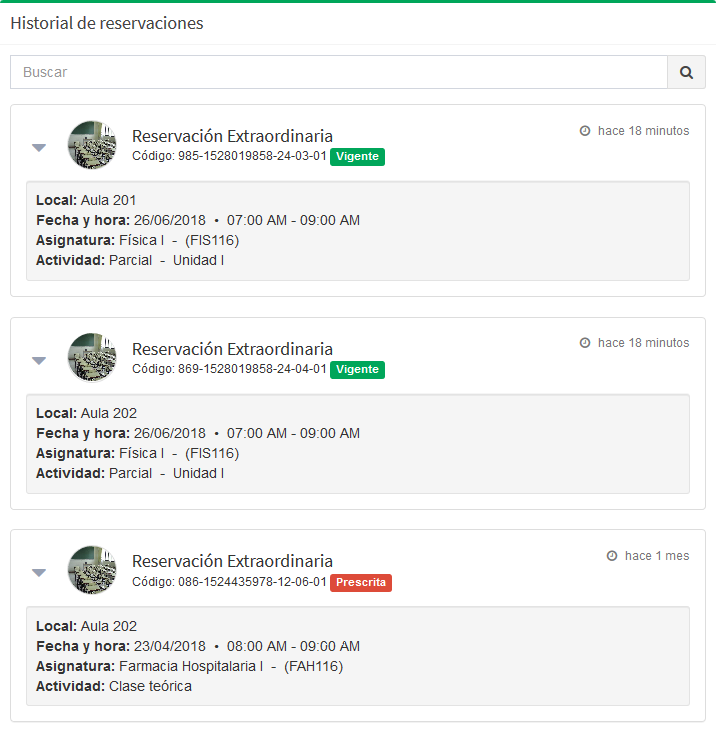 Historial de reservaciones
Buscar
Reservación Extraordinaria
hace 18 minutos
Código: 985-1528019858-24-03-01 Vigente
Local: Aula 201
Fecha y hora: 26/06/2018 • 07:00 AM - 09:00 AM
Asignatura: Física I - (FIS116)
Actividad: Parcial - Unidad I
Reservación Extraordinaria
hace 18 minutos
Código: 869-1528019858-24-04-01 Vigente
Local: Aula 202
Fecha y hora: 26/06/2018 • 07:00 AM - 09:00 AM
Asignatura: Física I - (FIS116)
Actividad: Parcial - Unidad I
Reservación Extraordinaria
hace 1 mes
Código: 086-1524435978-12-06-01 Prescrita
Local: Aula 202
Fecha y hora: 23/04/2018 • 08:00 AM - 09:00 AM
Asignatura: Farmacia Hospitalaria I - (FAH116)
Actividad: Clase teórica